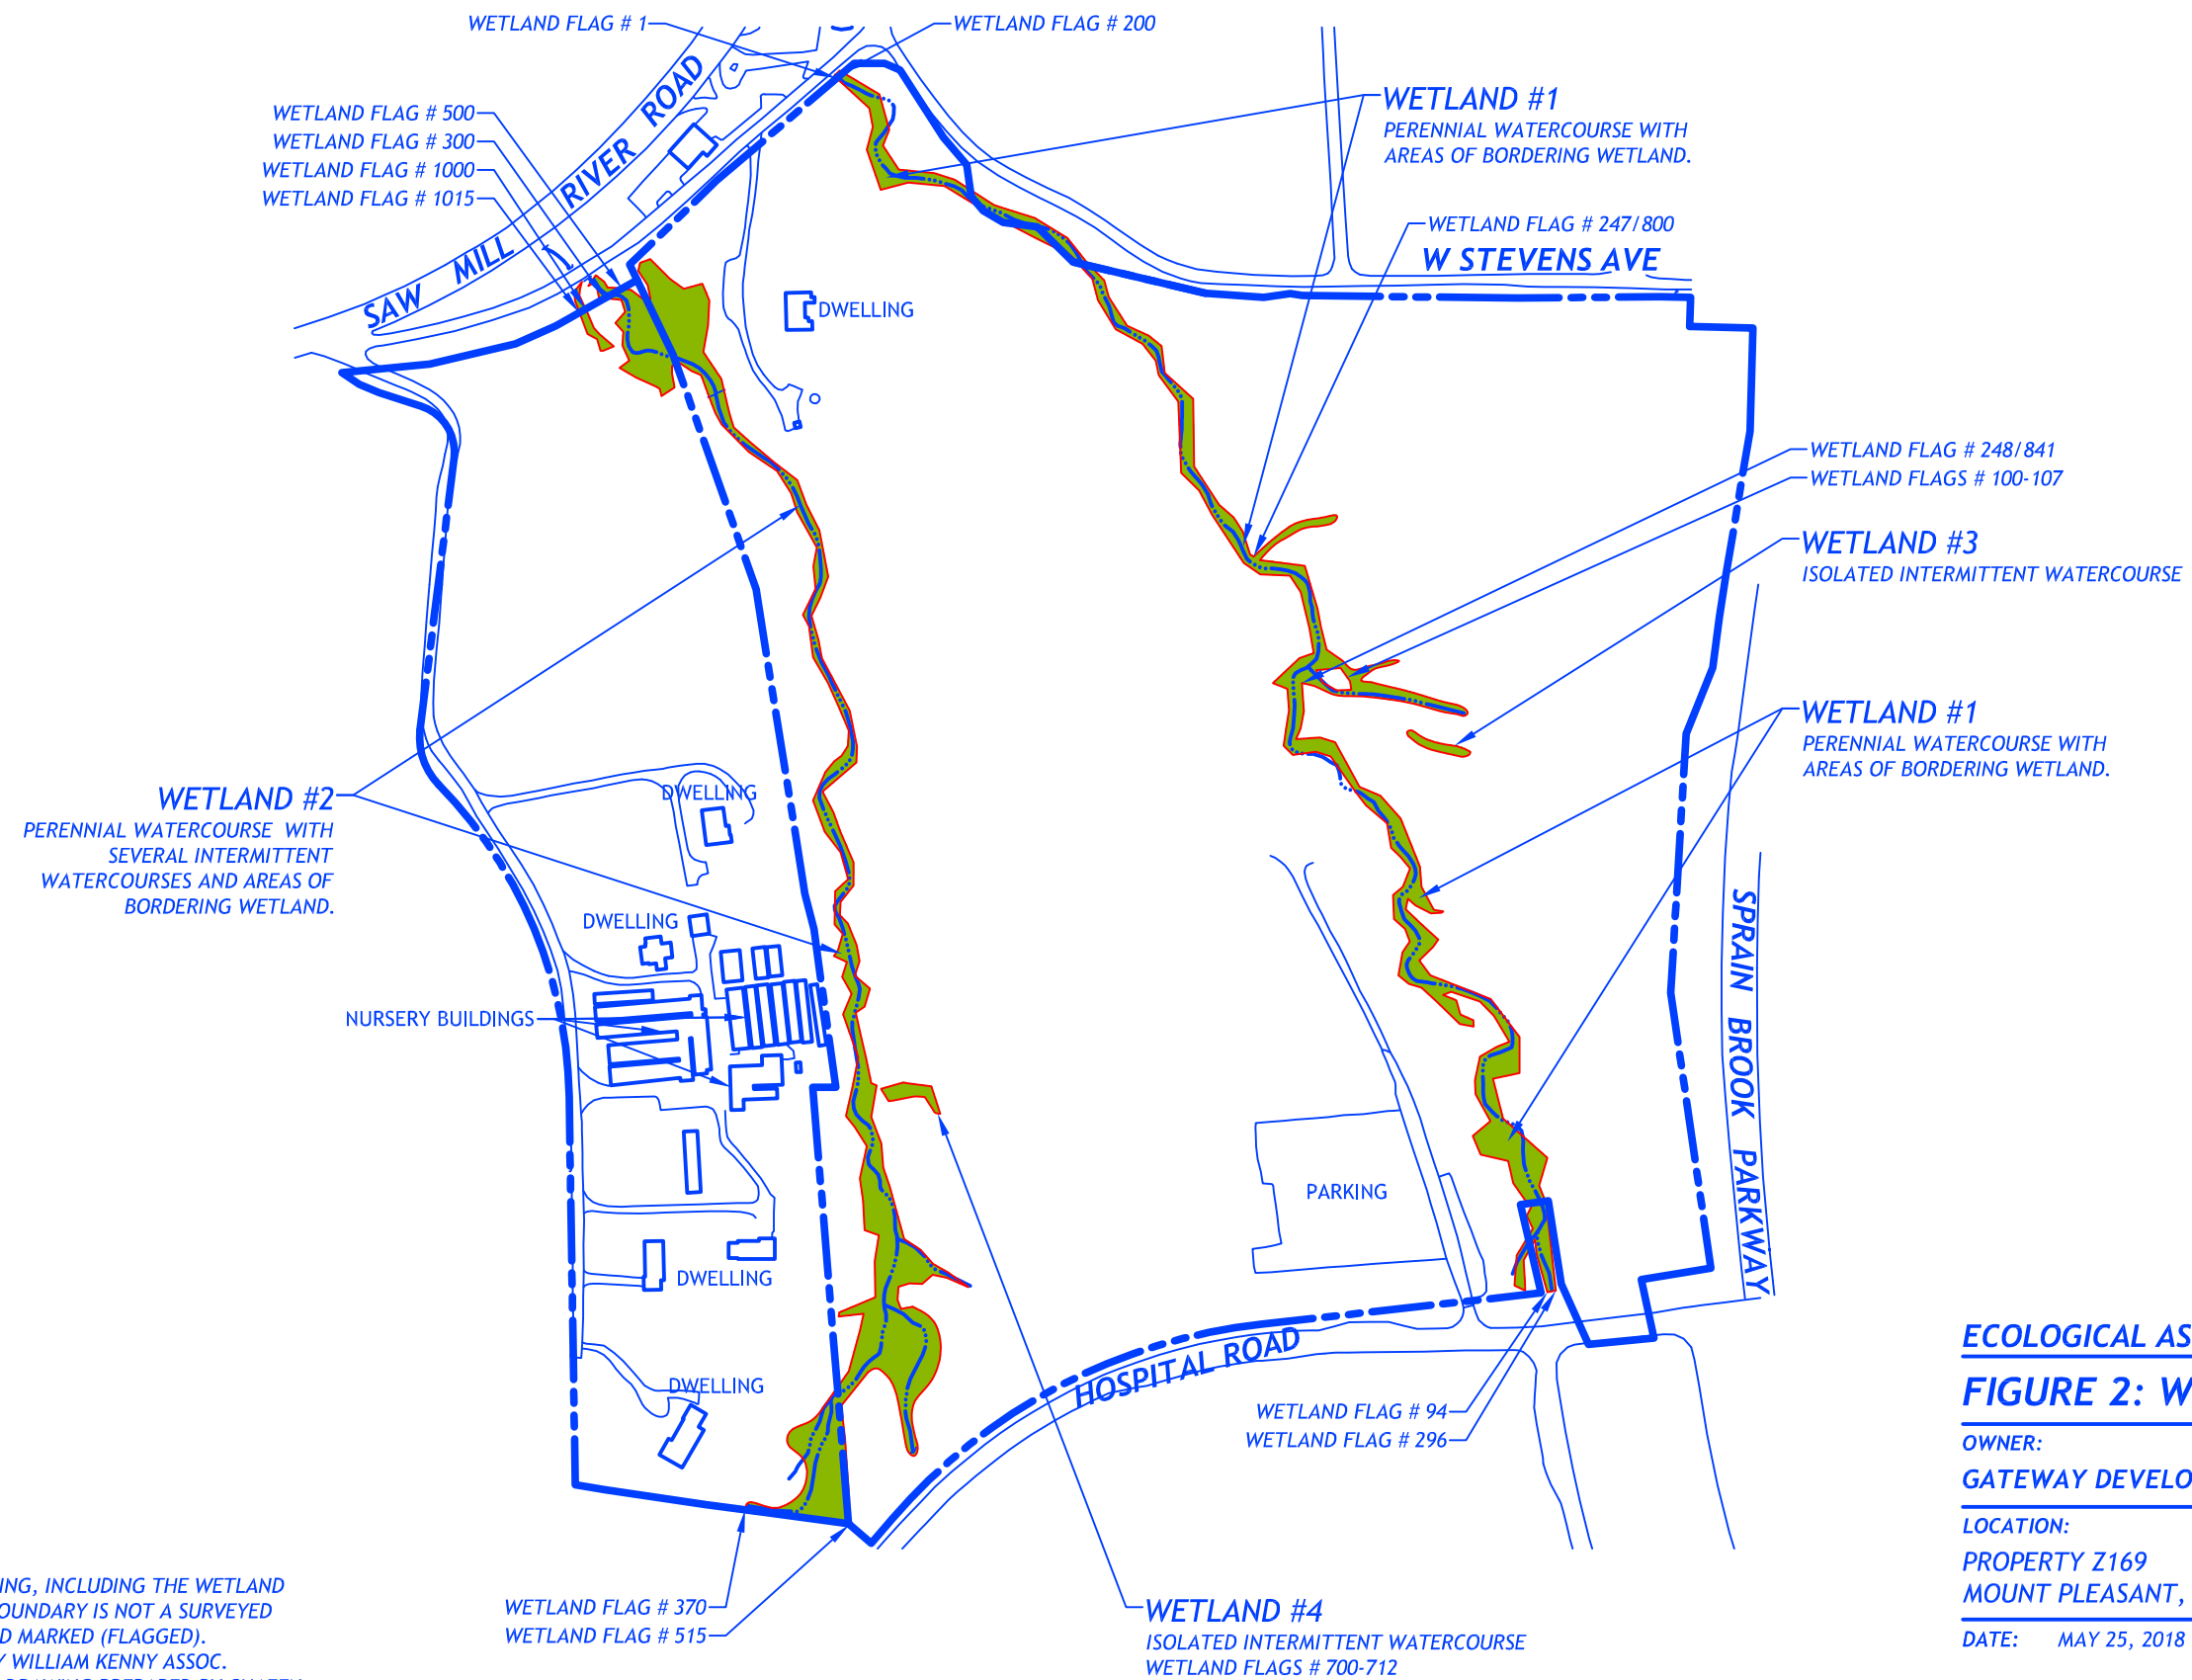 WETLAND FLAG # 1
WETLAND FLAG # 200
WETLAND FLAG # 500
WETLAND FLAG # 300
WETLAND FLAG # 1000
WETLAND FLAG # 1015
SAW MILL RIVER ROAD
WETLAND #1
PERENNIAL WATERCOURSE WITH
AREAS OF BORDERING WETLAND.
WETLAND FLAG # 247/800
W STEVENS AVE
DWELLING
WETLAND FLAG # 248/841
WETLAND FLAGS # 100-107
WETLAND #3
ISOLATED INTERMITTENT WATERCOURSE
WETLAND #1
PERENNIAL WATERCOURSE WITH
AREAS OF BORDERING WETLAND.
WETLAND #2
PERENNIAL WATERCOURSE WITH
SEVERAL INTERMITTENT
WATERCOURSES AND AREAS OF
BORDERING WETLAND.
DWELLING
DWELLING
NURSERY BUILDINGS
SPRAIN BROOK PARKWAY
PARKING
DWELLING
DWELLING
HOSPITAL ROAD
WETLAND FLAG # 94
WETLAND FLAG # 296
WETLAND FLAG # 370
WETLAND FLAG # 515
WETLAND #4
ISOLATED INTERMITTENT WATERCOURSE
WETLAND FLAGS # 700-712
ING, INCLUDING THE WETLAND
OUNDARY IS NOT A SURVEYED
D MARKED (FLAGGED).
Y WILLIAM KENNY ASSOC.
ECOLOGICAL AS
FIGURE 2: W
OWNER:
GATEWAY DEVELO
LOCATION:
PROPERTY Z169
MOUNT PLEASANT,
DATE: MAY 25, 2018